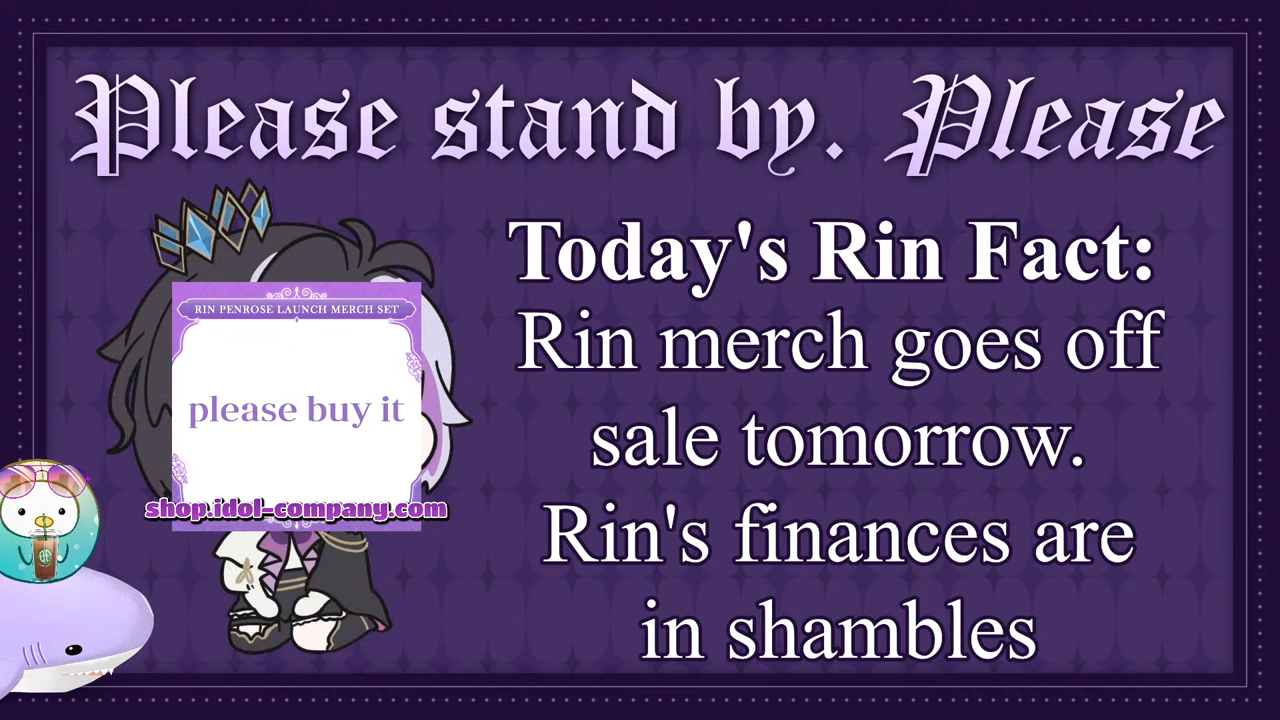 Please stand by. Please
Today's Rin Fact:
Rin merch goes off
sale tomorrow.
Rin's finances are
in shambles
RIN PENROSE LAUNCH MERCH SET
please buy it
shop.idol-company.com